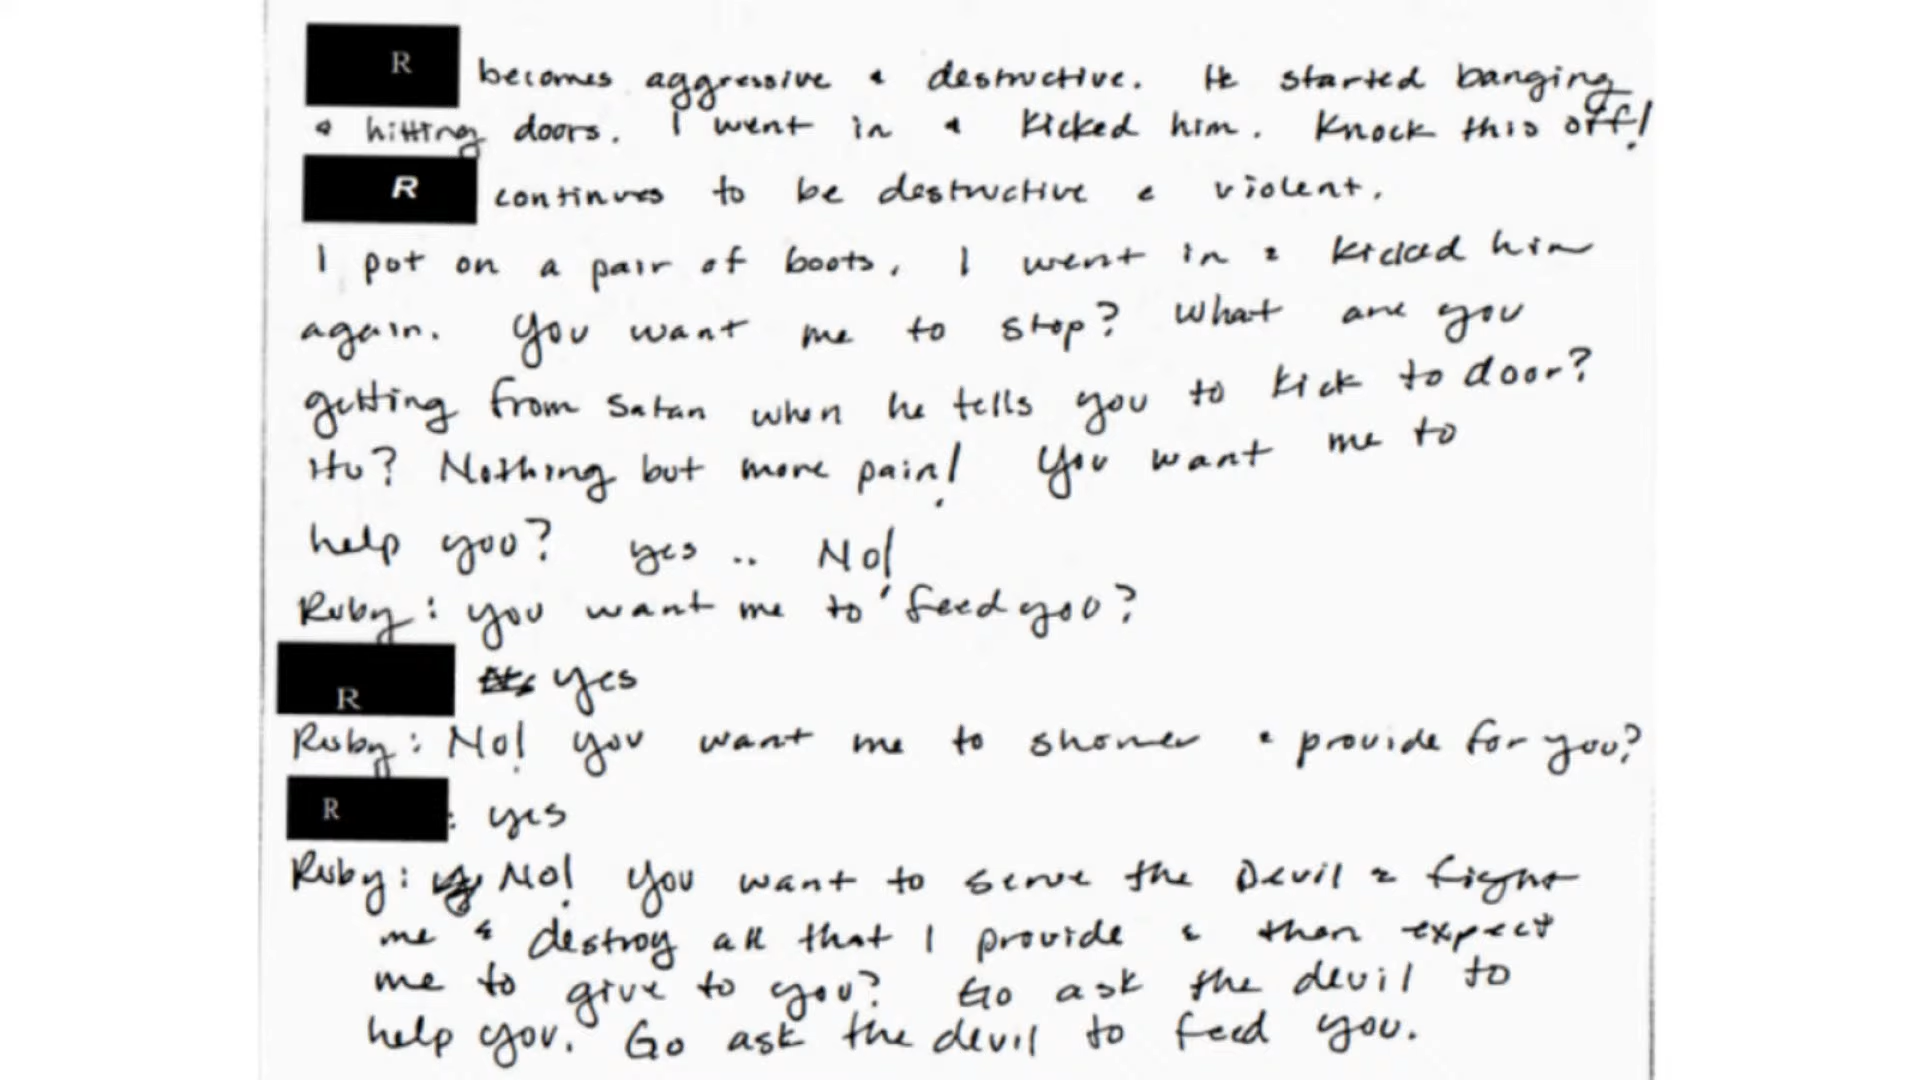 R becomes aggressive & destructive. He started banging
& hitting doors. I went in & kicked him. Knock this off!
R continues to be destructive & violent.
I put on a pair of boots. I went in & kicked him
again. You want me to stop? What are you
getting from Satan when he tells you to kick to door?
Hu? Nothing but more pain! You want me to
help you? yes .. No!
Ruby: you want me to feed you?
R yes
Ruby: No! you want me to shower & provide for you?
R : yes
Ruby: No! You want to serve the Devil & fight
me & destroy all that I provide & then expect
me to give to you? Go ask the devil to
help you. Go ask the devil to feed you.